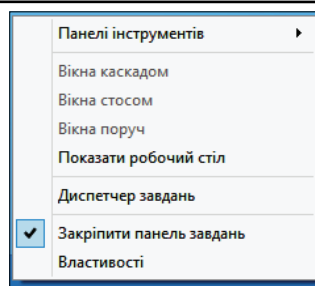 Панелі інструментів
Вікна каскадом
Вікна стосом
Вікна поруч
Показати робочий стіл
Диспетчер завдань
Закріпити панель завдань
Властивості